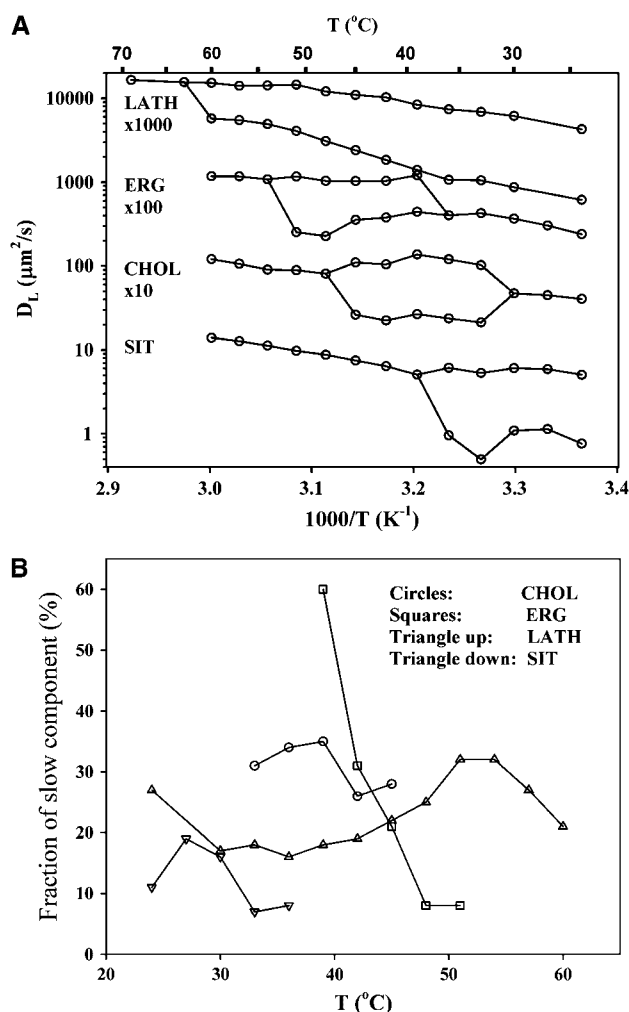 A
T (°C)
70 60 50 40 30
10000
LATH
x1000
1000
ERG
x100
100
CHOL
x10
10
SIT
1
D_L (μm²/s)
2.9 3.0 3.1 3.2 3.3 3.4
1000/T (K⁻¹)
B
60
50
40
30
20
10
0
Fraction of slow component (%)
Circles: CHOL
Squares: ERG
Triangle up: LATH
Triangle down: SIT
20 30 40 50 60
T (°C)